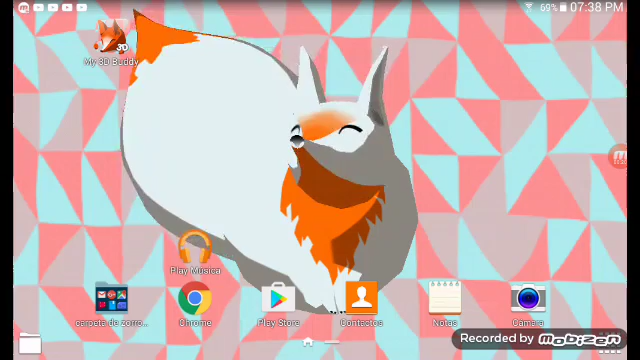 69% 07:38 PM
3D
My 3D Buddy
Play Música
carpeta de zorro...
Chrome
Play Store
Contactos
Notas
Cámara
Recorded by
mobizen